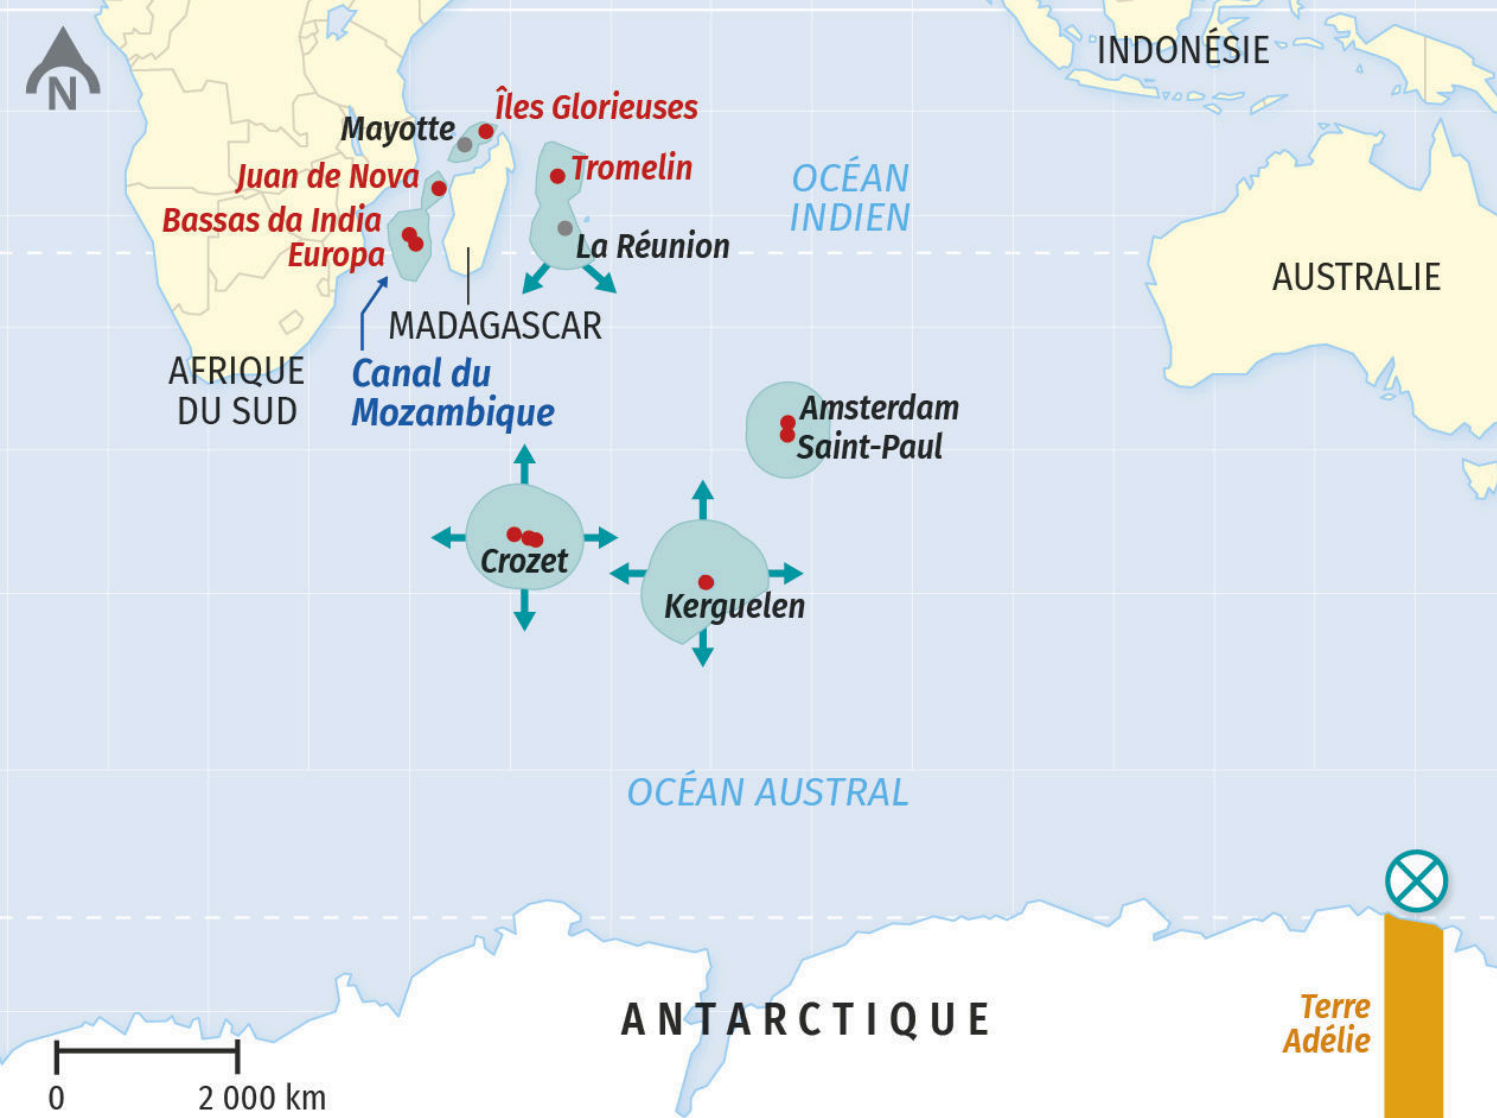 N
INDONÉSIE
Îles Glorieuses
Mayotte
Tromelin
Juan de Nova
OCÉAN
INDIEN
Bassas da India
Europa
La Réunion
AUSTRALIE
MADAGASCAR
AFRIQUE
DU SUD
Canal du
Mozambique
Amsterdam
Saint-Paul
Crozet
Kerguelen
OCÉAN AUSTRAL
ANTARCTIQUE
Terre
Adélie
0 2 000 km